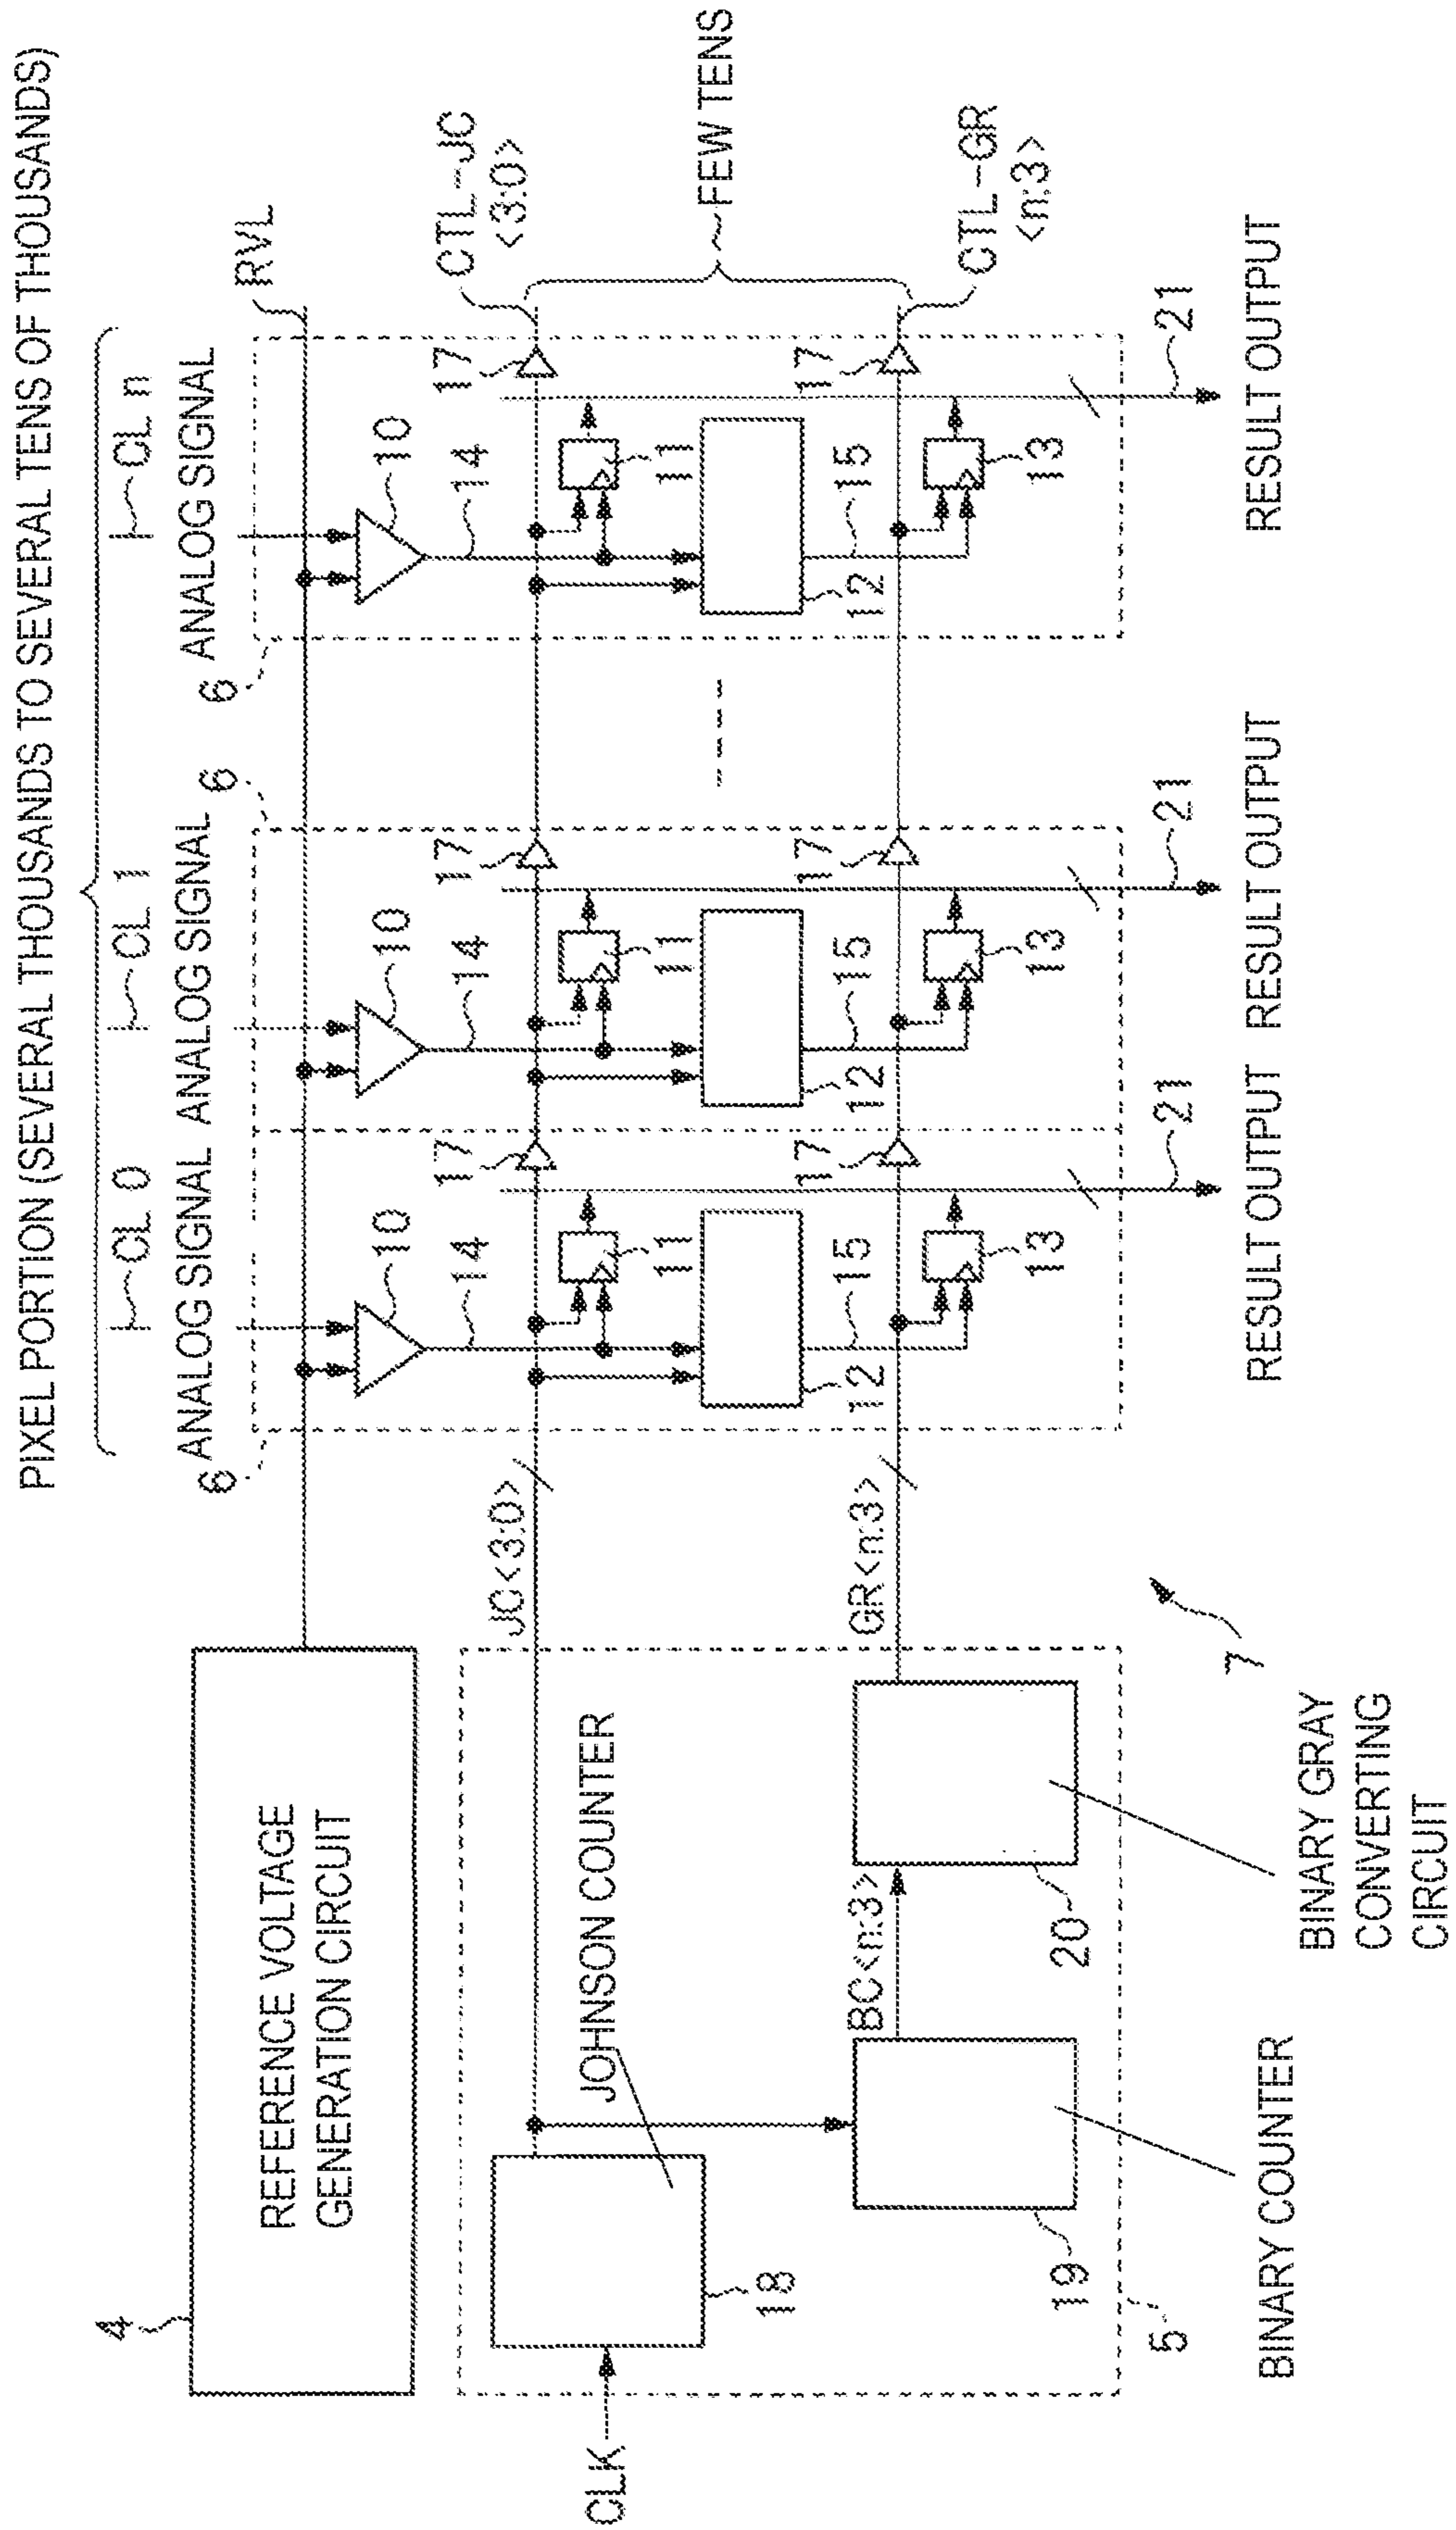 PIXEL PORTION (SEVERAL THOUSANDS TO SEVERAL TENS OF THOUSANDS)
CL 0
CL 1
CL n
ANALOG SIGNAL
ANALOG SIGNAL
ANALOG SIGNAL
6
6
6
4
REFERENCE VOLTAGE
GENERATION CIRCUIT
RVL
10
10
10
14
14
14
17
17
17
CTL-JC
<3:0>
JC<3:0>
CLK
18
JOHNSON COUNTER
11
11
11
FEW TENS
12
12
12
15
15
15
17
17
17
BC<n:3>
GR<n:3>
CTL-GR
<n:3>
13
13
13
19
20
5
7
21
21
21
BINARY COUNTER
BINARY GRAY
CONVERTING
CIRCUIT
RESULT OUTPUT
RESULT OUTPUT
RESULT OUTPUT